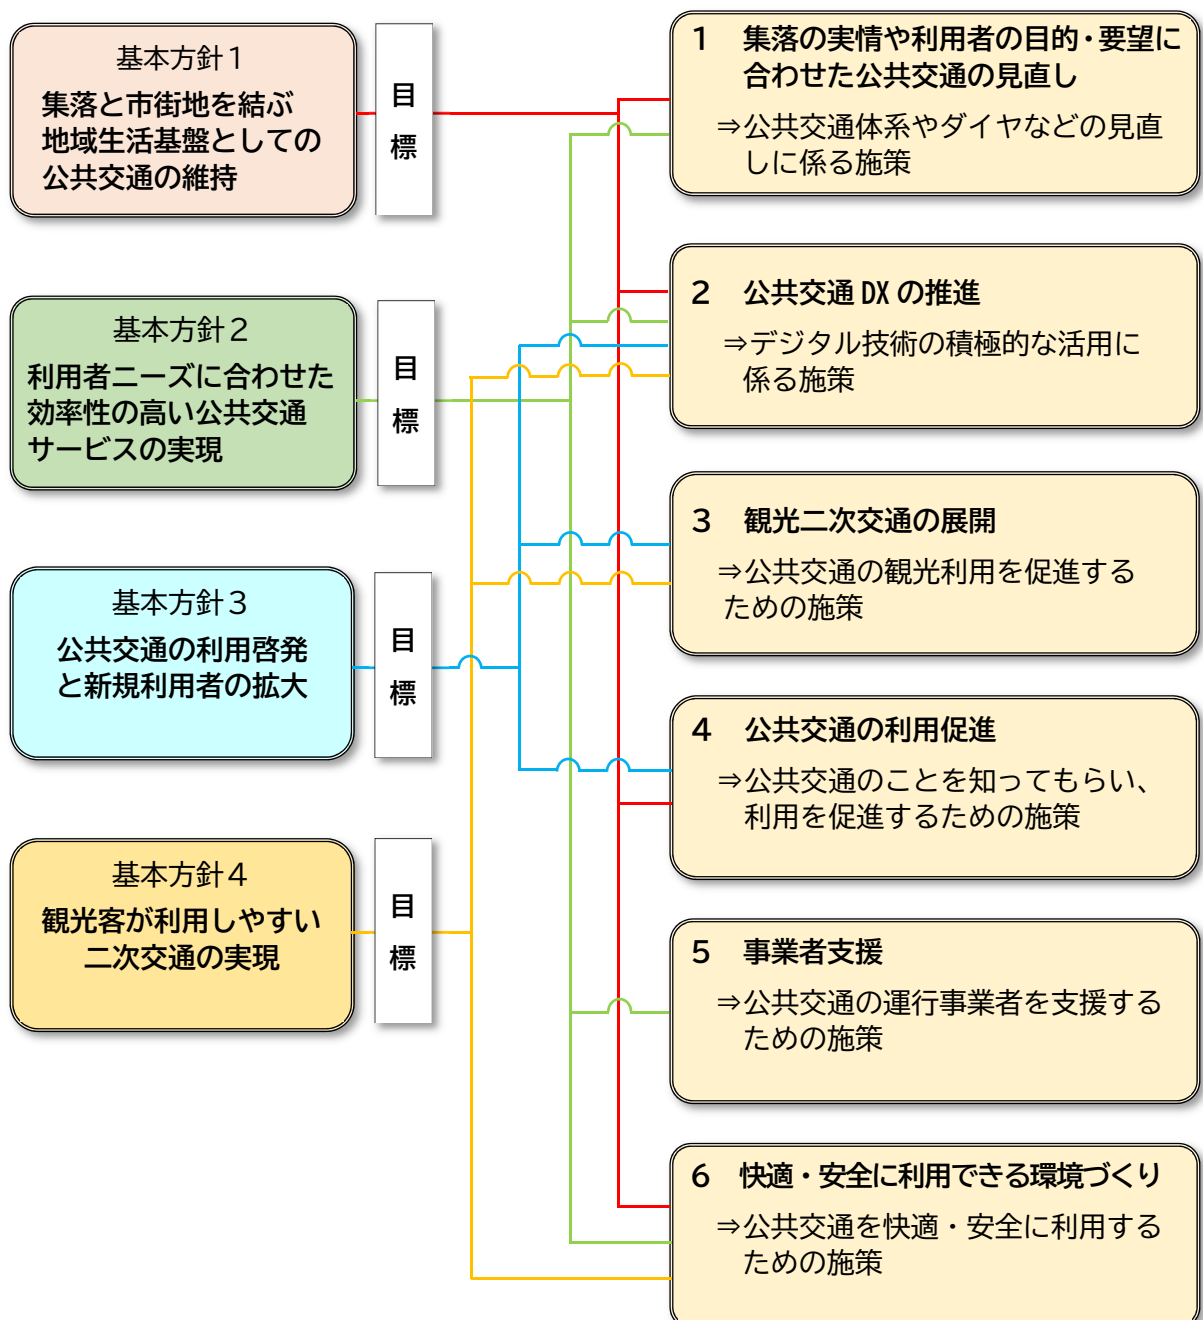 基本方針１
集落と市街地を結ぶ
地域生活基盤としての
公共交通の維持
目
標
基本方針２
利用者ニーズに合わせた
効率性の高い公共交通
サービスの実現
目
標
基本方針３
公共交通の利用啓発
と新規利用者の拡大
目
標
基本方針４
観光客が利用しやすい
二次交通の実現
目
標
１　集落の実情や利用者の目的・要望に
合わせた公共交通の見直し
⇒公共交通体系やダイヤなどの見直
しに係る施策
２　公共交通 DX の推進
⇒デジタル技術の積極的な活用に
係る施策
３　観光二次交通の展開
⇒公共交通の観光利用を促進する
ための施策
４　公共交通の利用促進
⇒公共交通のことを知ってもらい、
利用を促進するための施策
５　事業者支援
⇒公共交通の運行事業者を支援する
ための施策
６　快適・安全に利用できる環境づくり
⇒公共交通を快適・安全に利用する
ための施策